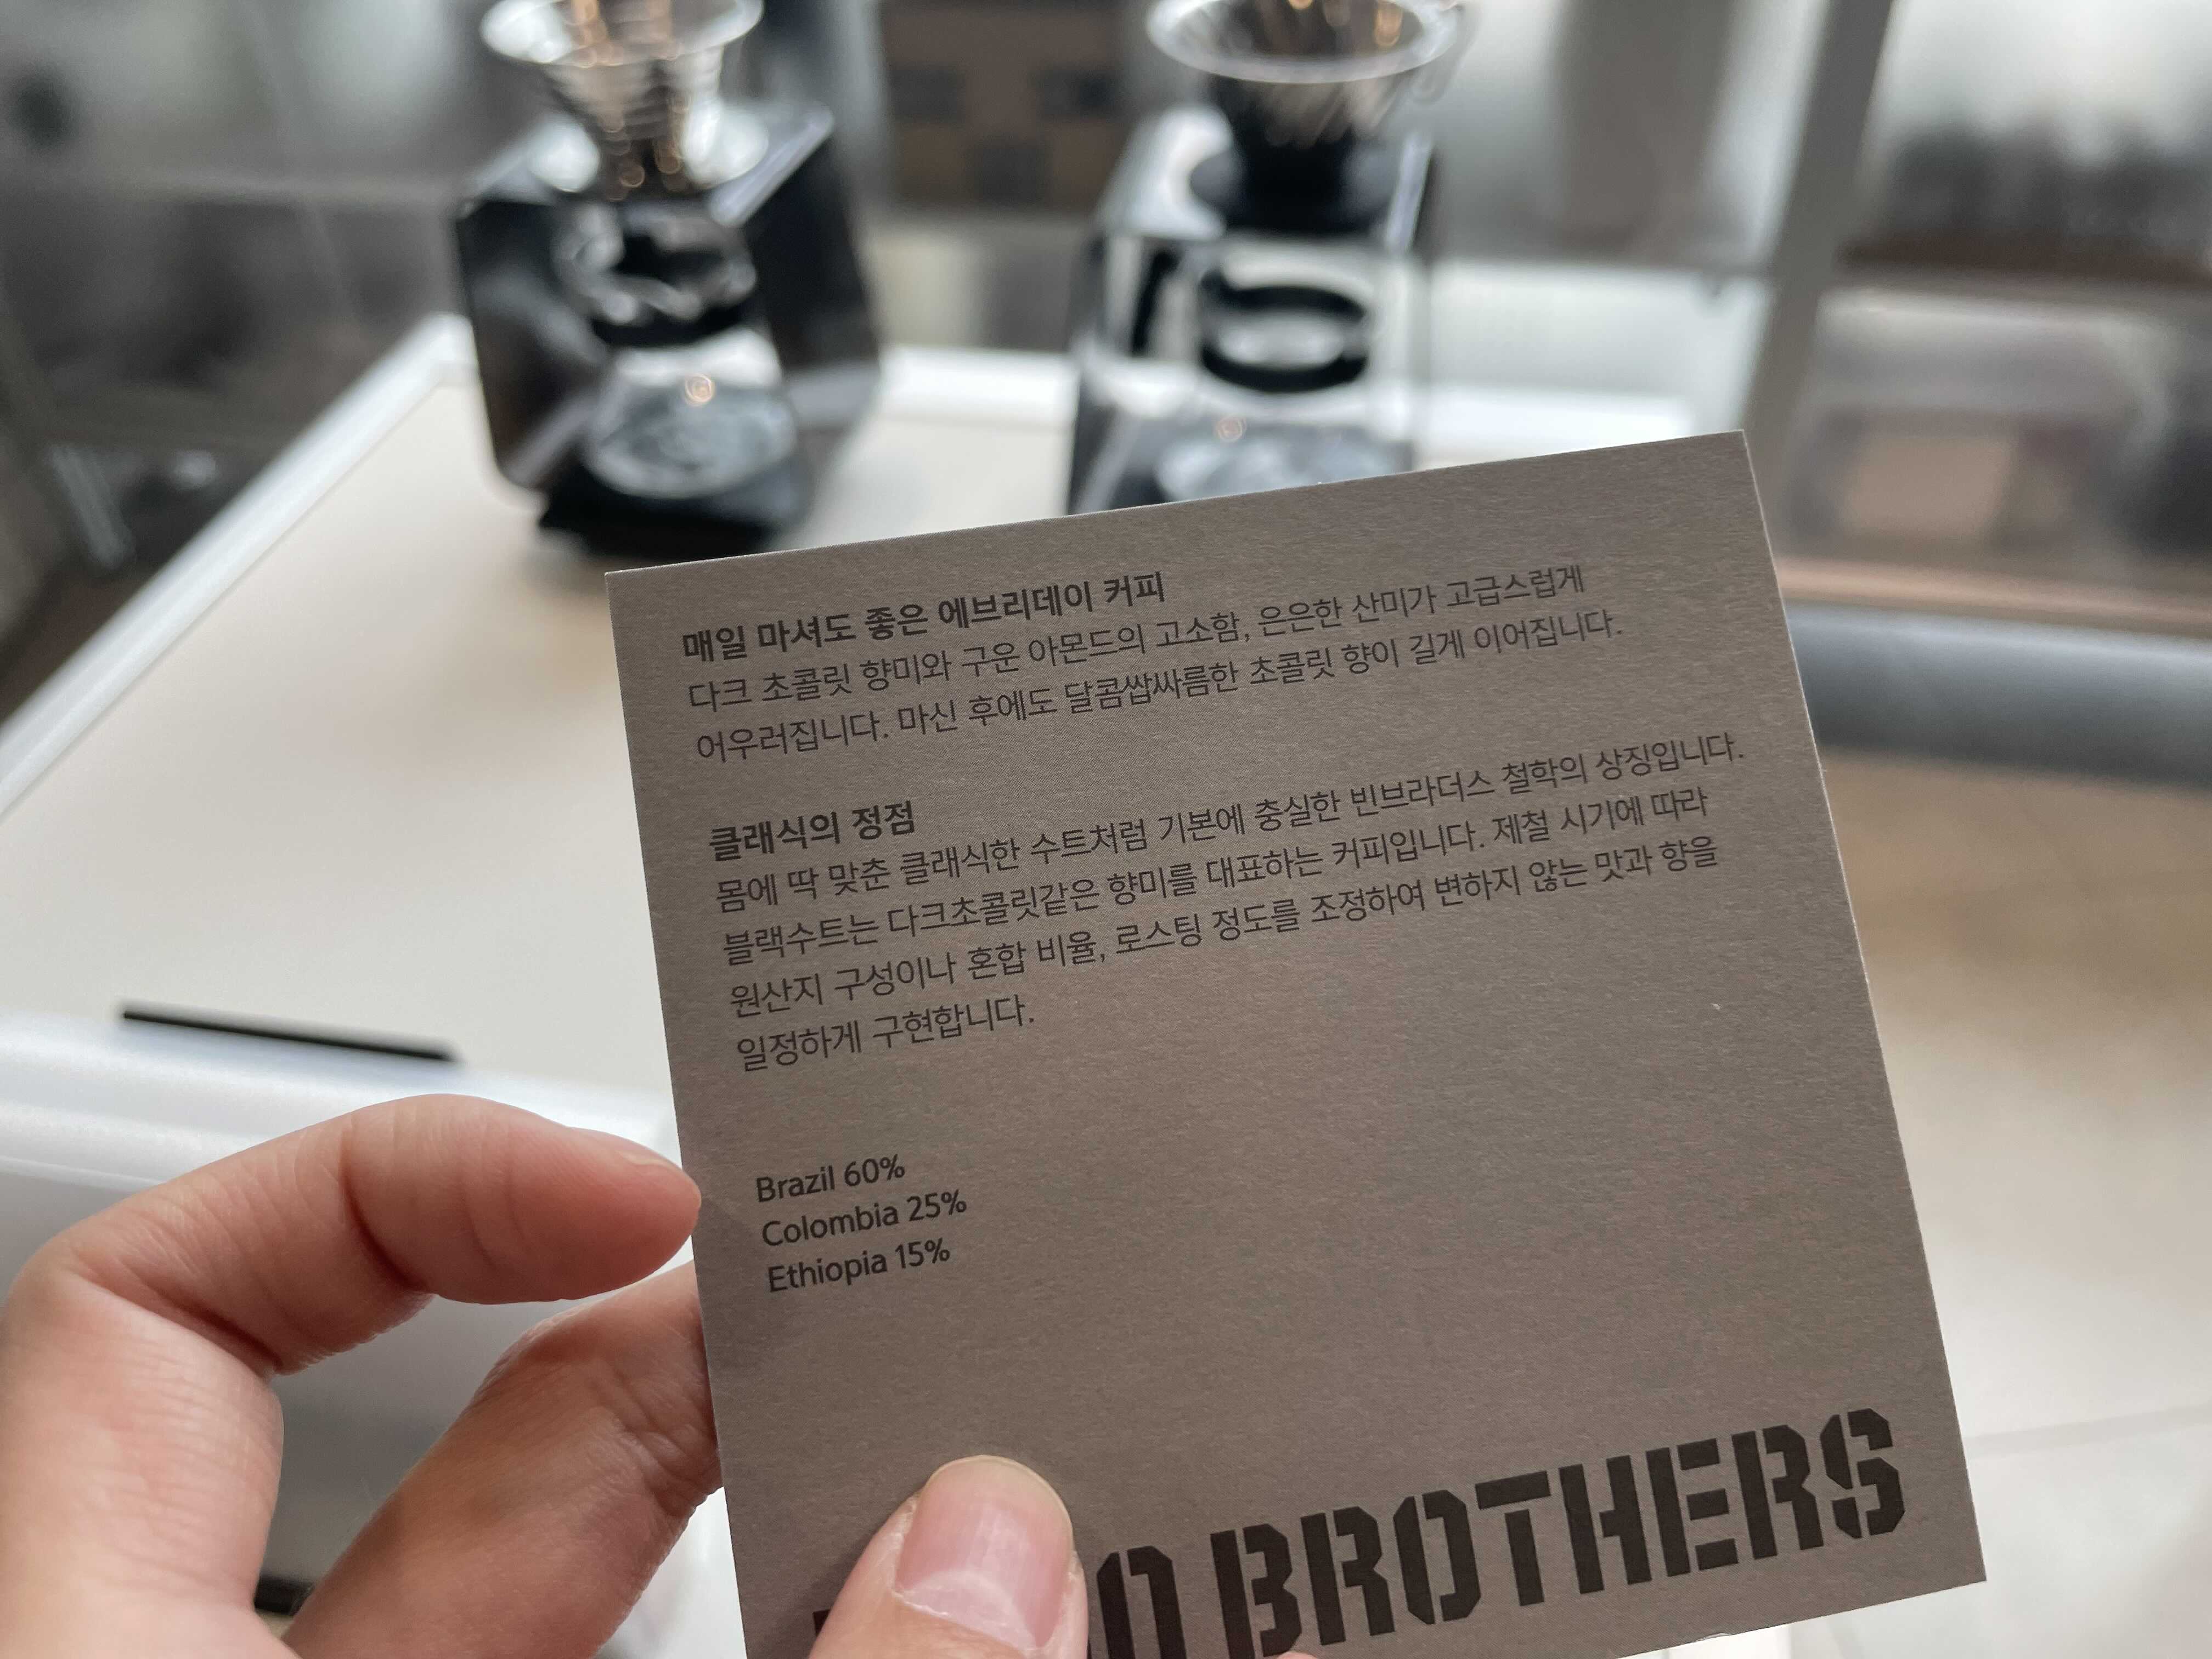 매일 마셔도 좋은 에브리데이 커피
다크 초콜릿 향미와 구운 아몬드의 고소함, 은은한 산미가 고급스럽게
어우러집니다. 마신 후에도 달콤쌉싸름한 초콜릿 향이 길게 이어집니다.
클래식의 정점
몸에 딱 맞춘 클래식한 수트처럼 기본에 충실한 빈브라더스 철학의 상징입니다.
블랙수트는 다크초콜릿같은 향미를 대표하는 커피입니다. 제철 시기에 따라
원산지 구성이나 혼합 비율, 로스팅 정도를 조정하여 변하지 않는 맛과 향을
일정하게 구현합니다.
Brazil 60%
Colombia 25%
Ethiopia 15%
BROTHERS